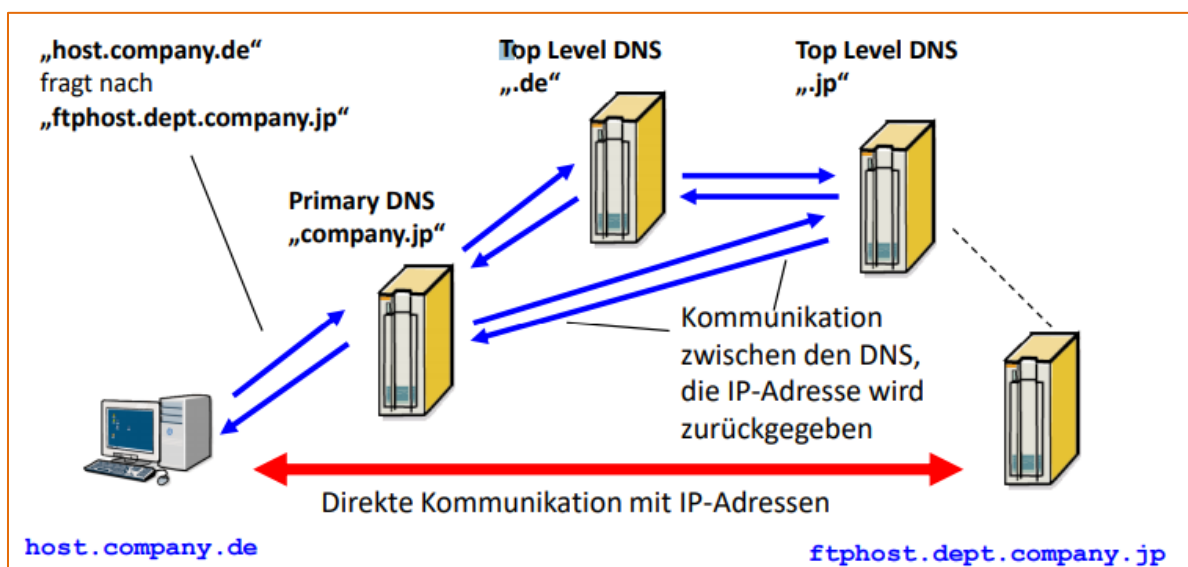 „host.company.de“
fragt nach
„ftphost.dept.company.jp“
Top Level DNS
„.de“
Top Level DNS
„.jp“
Primary DNS
„company.jp“
Kommunikation
zwischen den DNS,
die IP-Adresse wird
zurückgegeben
Direkte Kommunikation mit IP-Adressen
host.company.de
ftphost.dept.company.jp